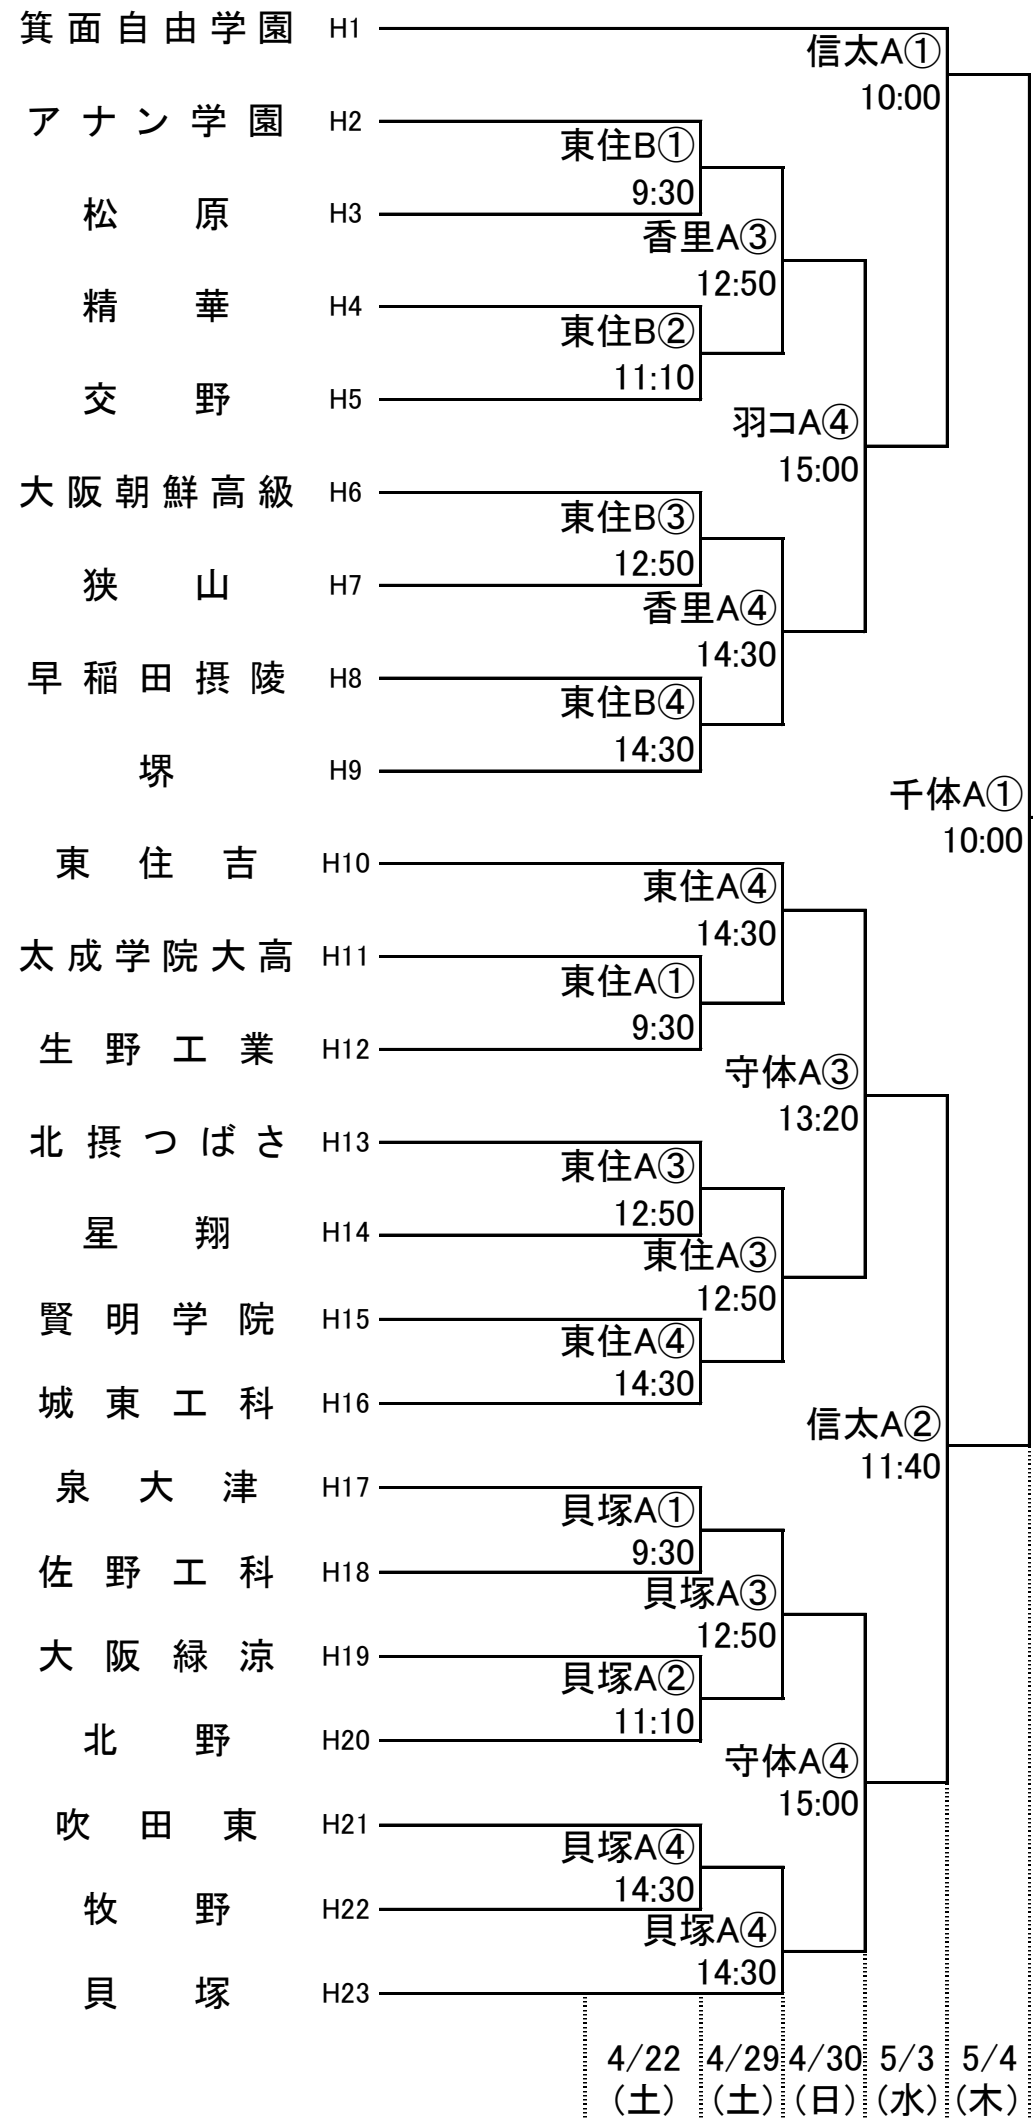 箕面自由学園 H1
信太A①
10:00
アナン学園 H2
東住B①
9:30
松原 H3
香里A③
12:50
精華 H4
東住B②
11:10
交野 H5
羽コA④
15:00
大阪朝鮮高級 H6
東住B③
12:50
狭山 H7
香里A④
14:30
早稲田摂陵 H8
東住B④
14:30
堺 H9
千体A①
10:00
東住吉 H10
東住A④
14:30
太成学院大高 H11
東住A①
9:30
生野工業 H12
守体A③
13:20
北摂つばさ H13
東住A③
12:50
星翔 H14
東住A③
12:50
賢明学院 H15
東住A④
14:30
城東工科 H16
信太A②
11:40
泉大津 H17
貝塚A①
9:30
佐野工科 H18
貝塚A③
12:50
大阪緑涼 H19
貝塚A②
11:10
北野 H20
守体A④
15:00
吹田東 H21
貝塚A④
14:30
牧野 H22
貝塚A④
14:30
貝塚 H23
4/22 4/29 4/30 5/3 5/4
(土) (土) (日) (水) (木)